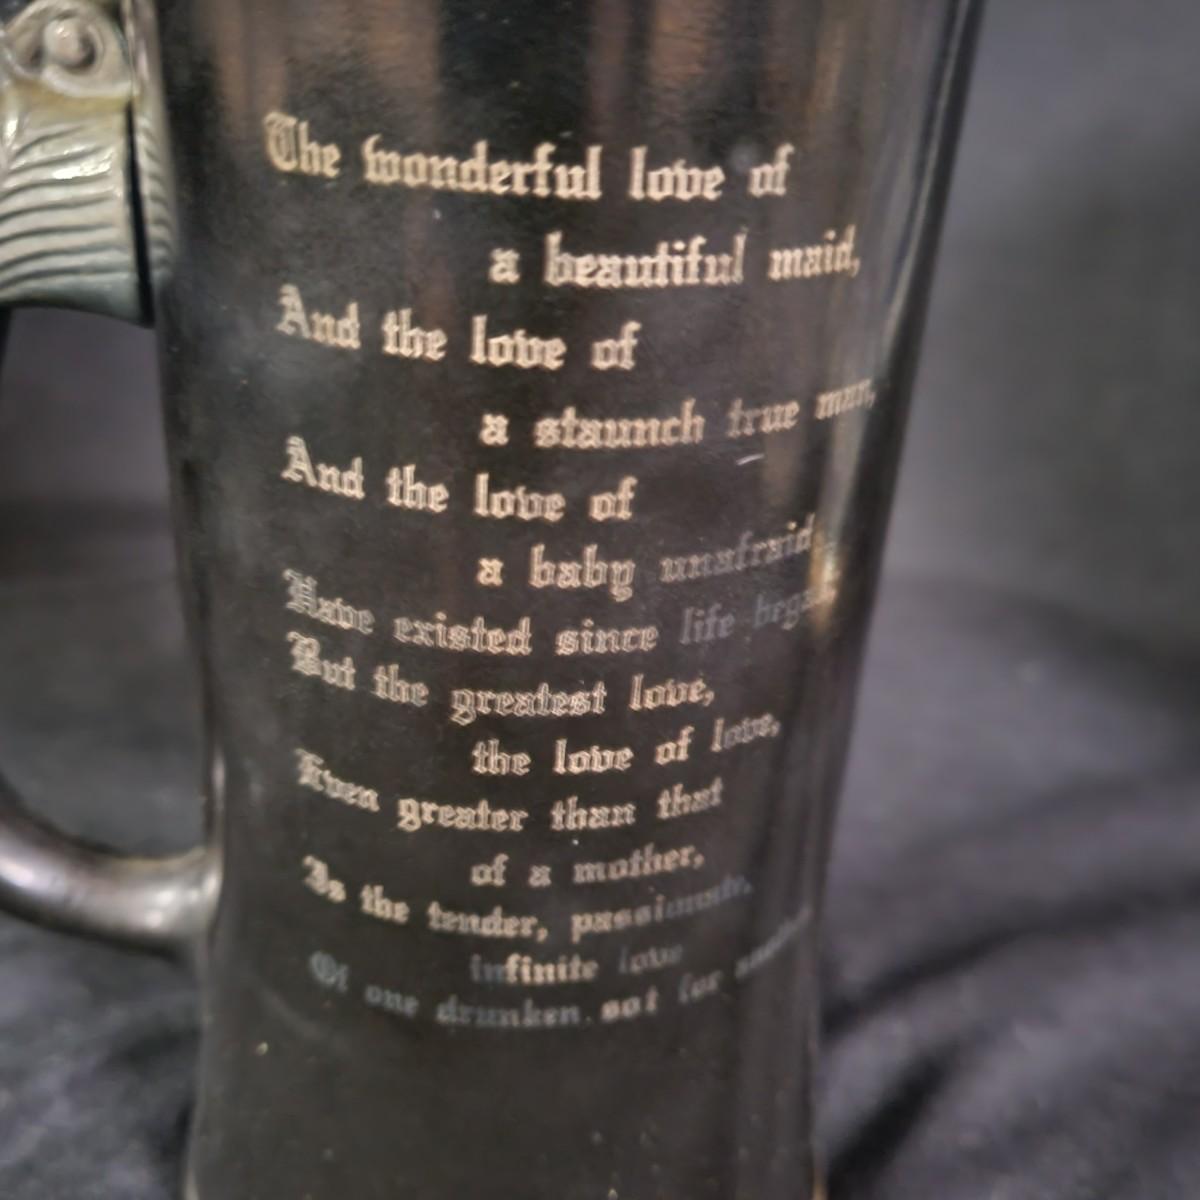 The wonderful love of
a beautiful maid,
And the love of
a staunch true man,
And the love of
a baby unafraid
Have existed since life began,
But the greatest love,
the love of love,
Even greater than that
of a mother,
Is the tender, passionate,
infinite love
Of one drunken sot for another